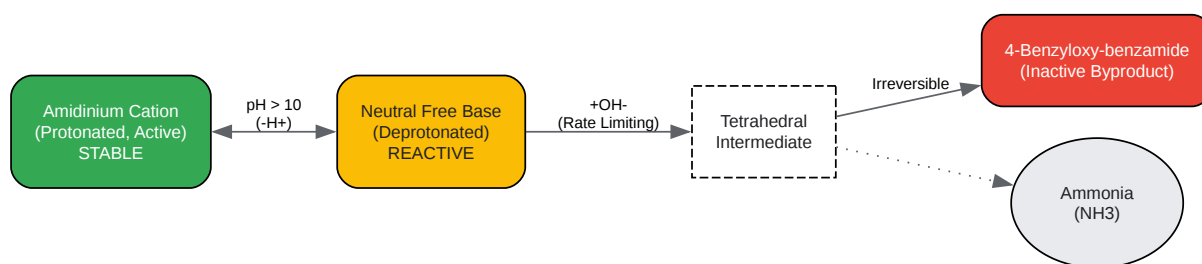 Amidinium Cation
(Protonated, Active)
STABLE
pH > 10
(-H+)
Neutral Free Base
(Deprotonated)
REACTIVE
+OH-
(Rate Limiting)
Tetrahedral
Intermediate
Irreversible
4-Benzyloxy-benzamide
(Inactive Byproduct)
Ammonia
(NH3)